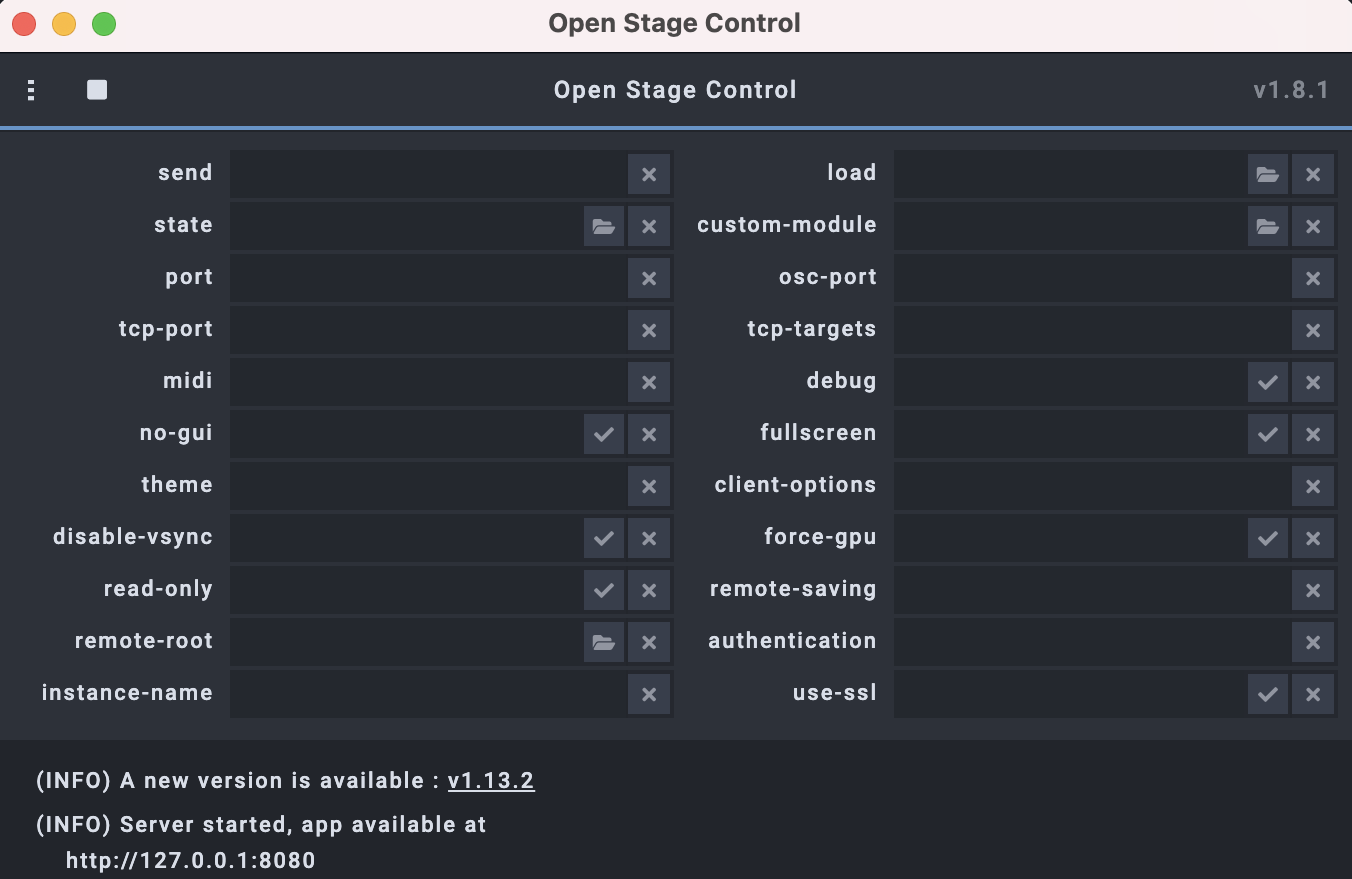 Open Stage Control
Open Stage Control
v1.8.1
send
load
state
custom-module
port
osc-port
tcp-port
tcp-targets
midi
debug
no-gui
fullscreen
theme
client-options
disable-vsync
force-gpu
read-only
remote-saving
remote-root
authentication
instance-name
use-ssl
(INFO) A new version is available : v1.13.2
(INFO) Server started, app available at
http://127.0.0.1:8080